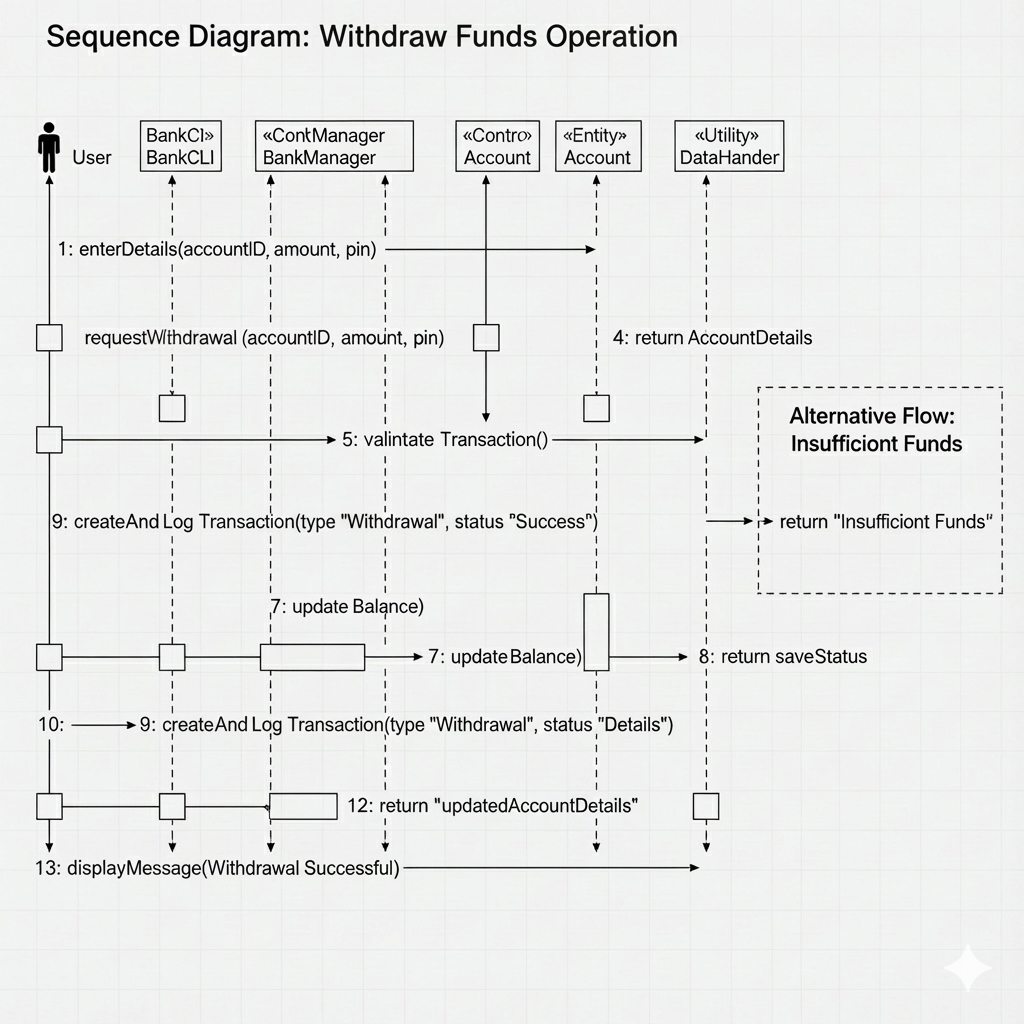 Sequence Diagram: Withdraw Funds Operation
User
BankCl»
BankCLI
«ContManager
BankManager
«Contro»
Account
«Entity»
Account
«Utility»
DataHander
1: enterDetails(accountID, amount, pin)
requestWithdrawal (accountID, amount, pin)
4: return AccountDetails
Alternative Flow:
Insufficiont Funds
5: valintate Transaction()
9: createAnd Log Transaction(type "Withdrawal", status "Success")
return "Insufficiont Funds"
7: update Balance)
7: updateBalance)
8: return saveStatus
10:
9: createAnd Log Transaction(type "Withdrawal", status "Details")
12: return "updatedAccountDetails"
13: displayMessage(Withdrawal Successful)